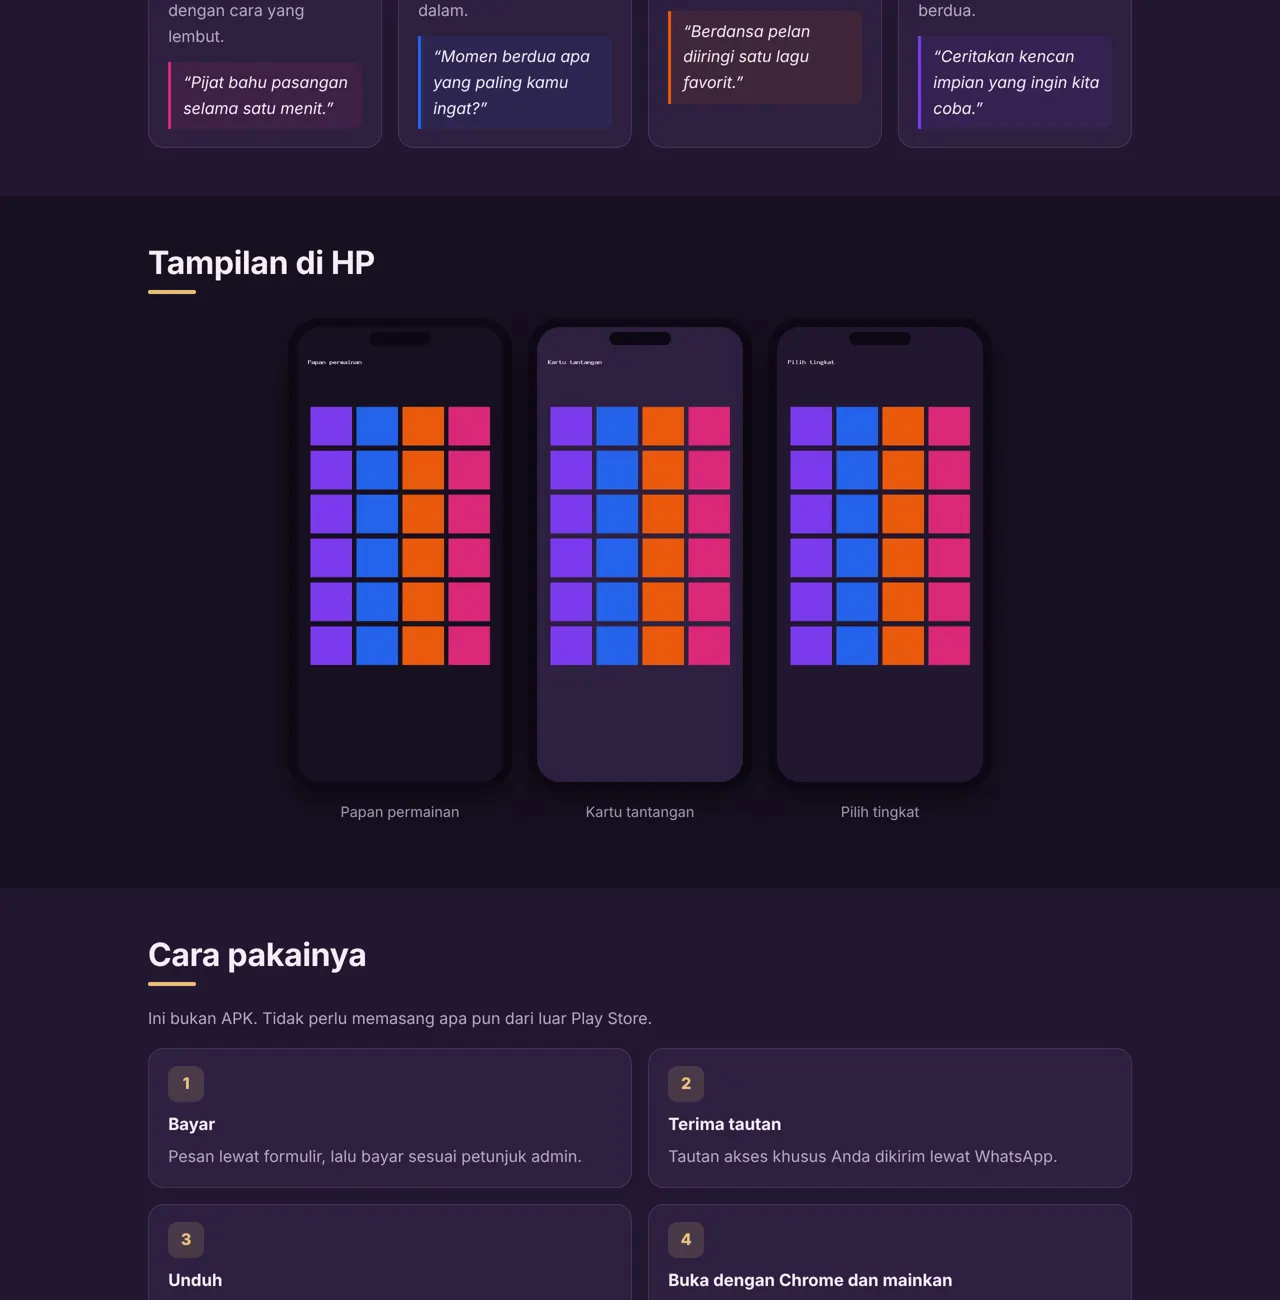 dengan cara yang
lembut.
“Pijat bahu pasangan
selama satu menit.”
dalam.
“Momen berdua apa
yang paling kamu
ingat?”
“Berdansa pelan
diiringi satu lagu
favorit.”
berdua.
“Ceritakan kencan
impian yang ingin kita
coba.”
Tampilan di HP
Papan permainan
Kartu tantangan
Pilih tingkat
Papan permainan
Kartu tantangan
Pilih tingkat
Cara pakainya
Ini bukan APK. Tidak perlu memasang apa pun dari luar Play Store.
1
Bayar
Pesan lewat formulir, lalu bayar sesuai petunjuk admin.
2
Terima tautan
Tautan akses khusus Anda dikirim lewat WhatsApp.
3
Unduh
4
Buka dengan Chrome dan mainkan